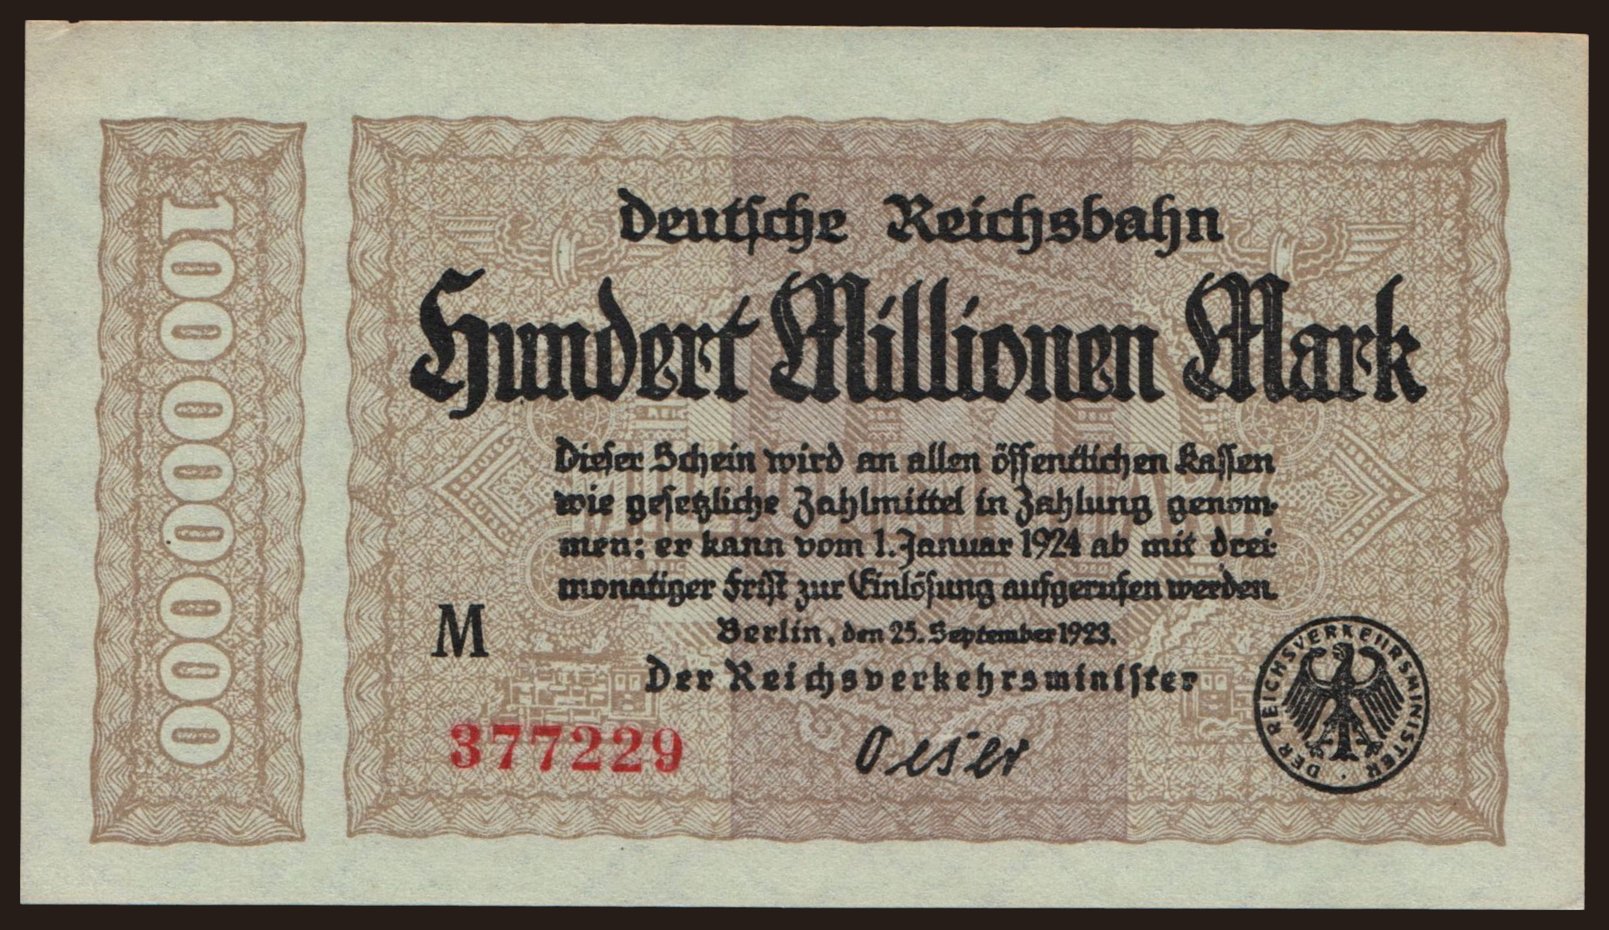 100000000
Deutsche Reichsbahn
Hundert Millionen Mark
Dieser Schein wird an allen öffentlichen Kassen
wie gesetzliche Zahlmittel in Zahlung genom-
men; er kann vom 1. Januar 1924 ab mit drei-
monatiger Frist zur Einlösung aufgerufen werden.
Berlin, den 25. September 1923.
M
Der Reichsverkehrsminister
377229
Oeser
DER REICHSVERKEHRSMINISTER